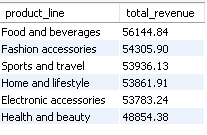 product_line total_revenue
Food and beverages 56144.84
Fashion accessories 54305.90
Sports and travel 53936.13
Home and lifestyle 53861.91
Electronic accessories 53783.24
Health and beauty 48854.38